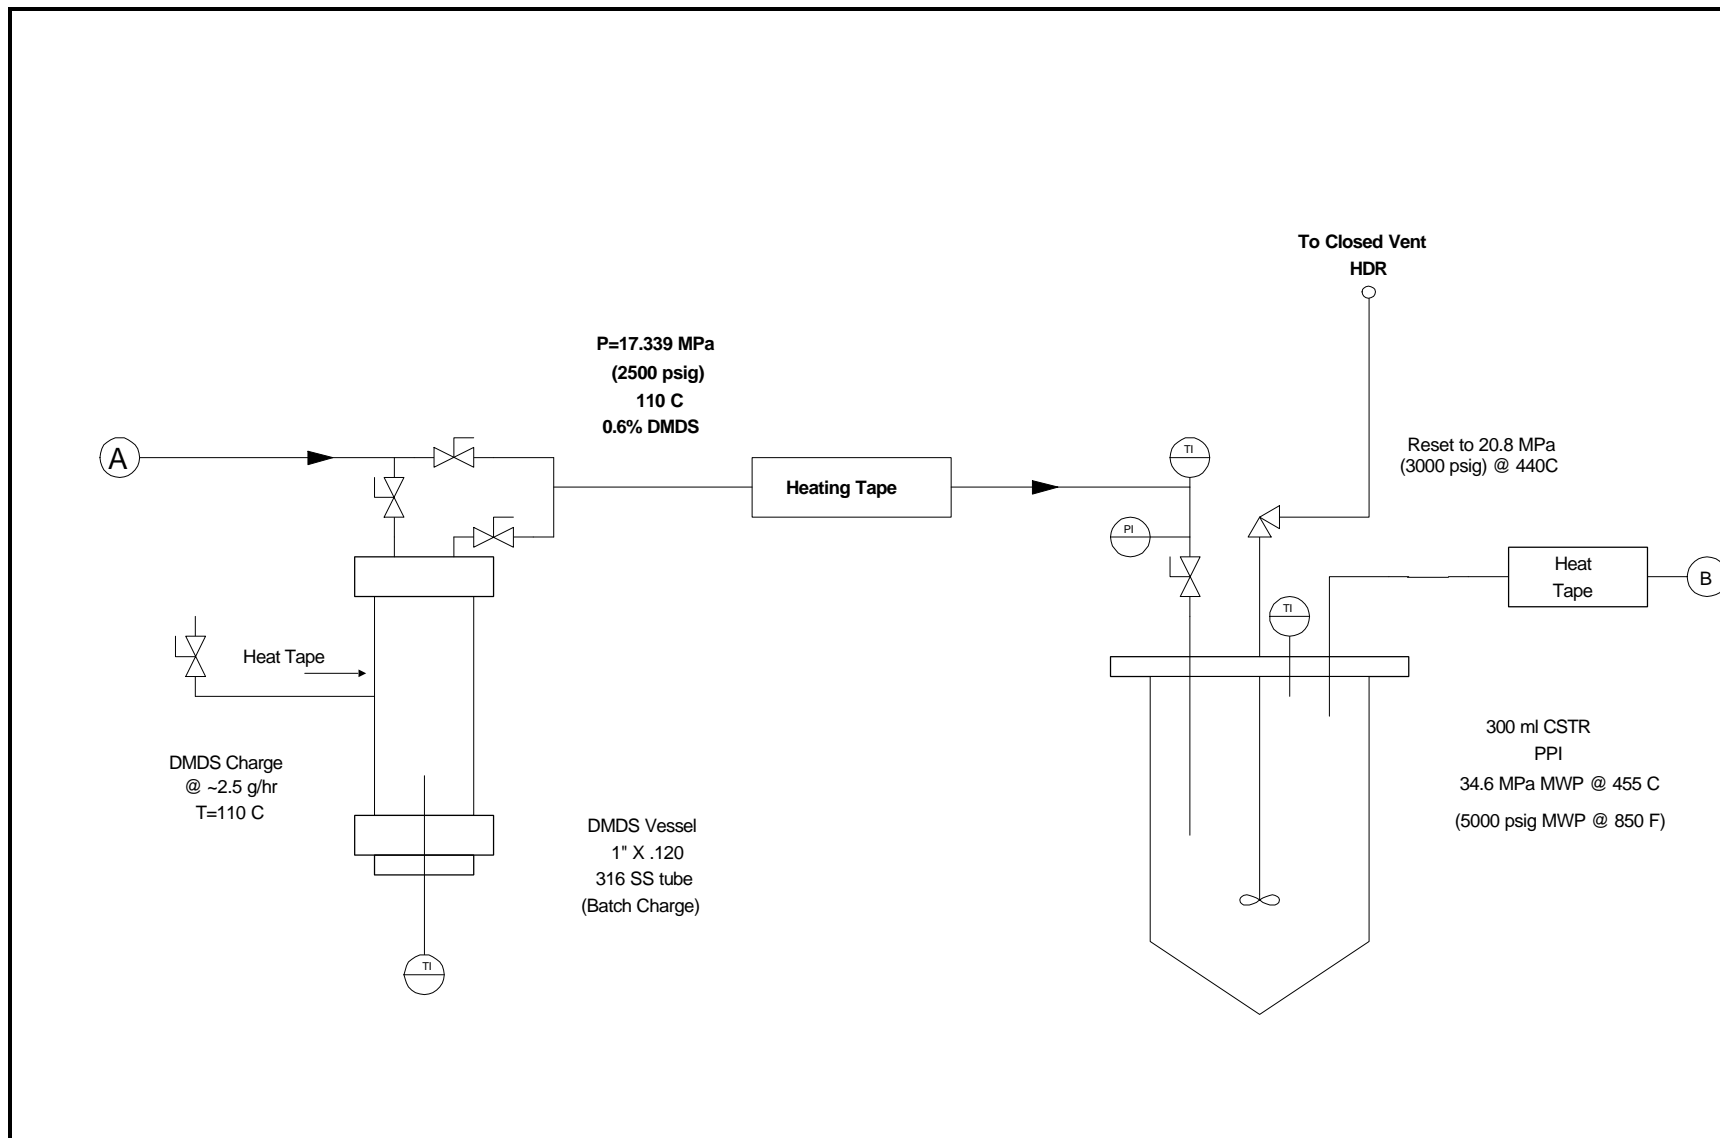 To Closed Vent
HDR
P=17.339 MPa
(2500 psig)
110 C
0.6% DMDS
A
Heating Tape
TI
PI
Reset to 20.8 MPa
(3000 psig) @ 440C
Heat
Tape
B
TI
Heat Tape
DMDS Charge
@ ~2.5 g/hr
T=110 C
DMDS Vessel
1" X .120
316 SS tube
(Batch Charge)
TI
300 ml CSTR
PPI
34.6 MPa MWP @ 455 C
(5000 psig MWP @ 850 F)